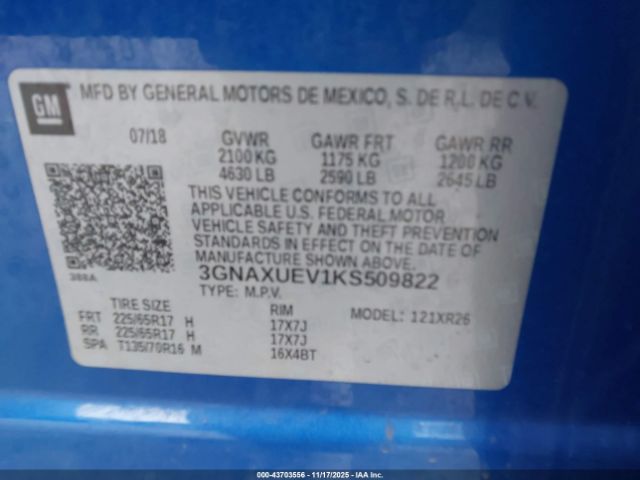 GM
MFD BY GENERAL MOTORS DE MEXICO, S. DE R.L. DE C.V.
07/18 GVWR GAWR FRT GAWR RR
2100 KG 1175 KG 1200 KG
4630 LB 2590 LB 2645 LB
THIS VEHICLE CONFORMS TO ALL
APPLICABLE U.S. FEDERAL MOTOR
VEHICLE SAFETY AND THEFT PREVENTION
STANDARDS IN EFFECT ON THE DATE OF
MANUFACTURE SHOWN ABOVE.
388A 3GNAXUEV1KS509822
TYPE: M.P.V.
TIRE SIZE RIM MODEL: 121XR26
FRT 225/65R17 H 17X7J
RR 225/65R17 H 17X7J
SPA T135/70R16 M 16X4BT
000-43703556 - 11/17/2025 - IAA Inc.